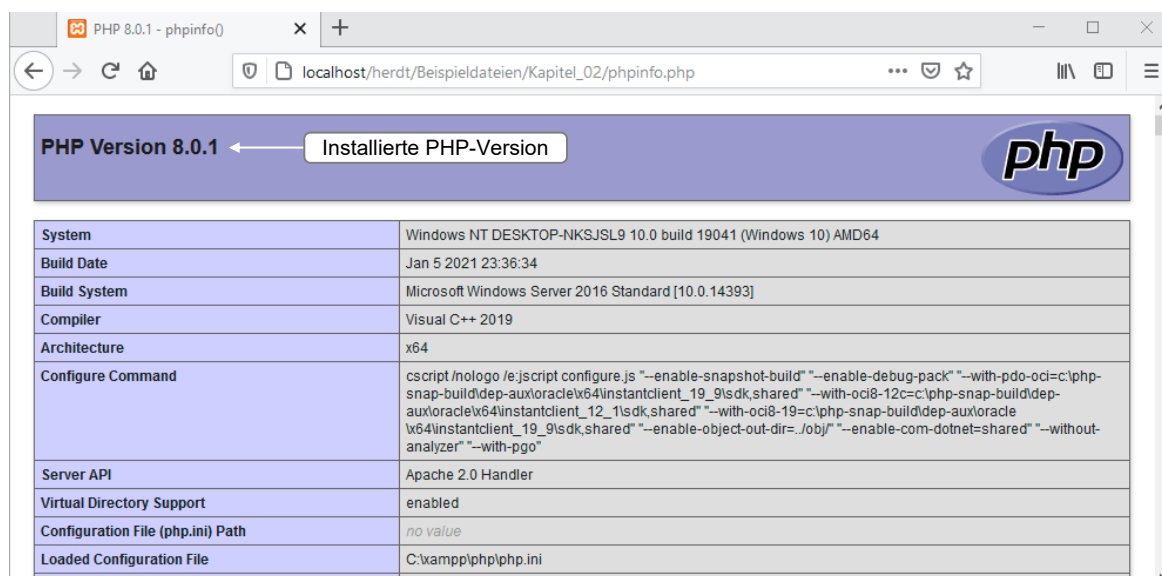 PHP 8.0.1 - phpinfo()
localhost/herdt/Beispieldateien/Kapitel_02/phpinfo.php
PHP Version 8.0.1
Installierte PHP-Version
php
System Windows NT DESKTOP-NKSJSL9 10.0 build 19041 (Windows 10) AMD64
Build Date Jan 5 2021 23:36:34
Build System Microsoft Windows Server 2016 Standard [10.0.14393]
Compiler Visual C++ 2019
Architecture x64
Configure Command cscript /nologo /e:jscript configure.js "--enable-snapshot-build" "--enable-debug-pack" "--with-pdo-oci=c:\php-
snap-build\dep-aux\oracle\x64\instantclient_19_9\sdk,shared" "--with-oci8-12c=c:\php-snap-build\dep-
aux\oracle\x64\instantclient_12_1\sdk,shared" "--with-oci8-19=c:\php-snap-build\dep-aux\oracle
\x64\instantclient_19_9\sdk,shared" "--enable-object-out-dir=../obj/" "--enable-com-dotnet=shared" "--without-
analyzer" "--with-pgo"
Server API Apache 2.0 Handler
Virtual Directory Support enabled
Configuration File (php.ini) Path no value
Loaded Configuration File C:\xampp\php\php.ini